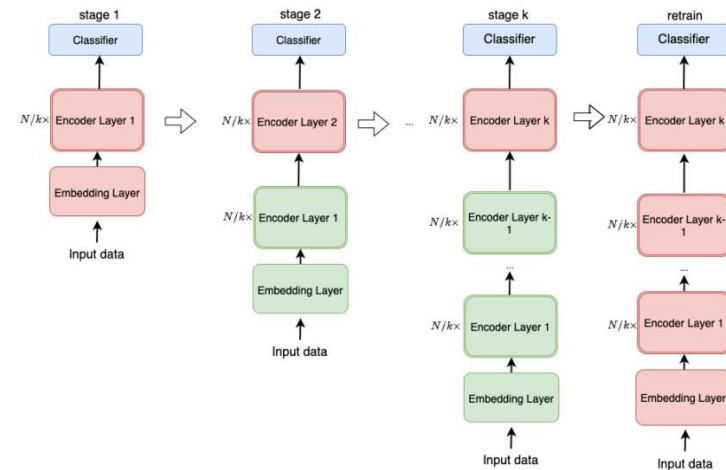 stage 1
Classifier
N/k×
Encoder Layer 1
Embedding Layer
Input data
stage 2
Classifier
N/k×
Encoder Layer 2
N/k×
Encoder Layer 1
Embedding Layer
Input data
...
stage k
Classifier
N/k×
Encoder Layer k
N/k×
Encoder Layer k-
1
...
N/k×
Encoder Layer 1
Embedding Layer
Input data
retrain
Classifier
N/k×
Encoder Layer k
N/k×
Encoder Layer k-
1
...
N/k×
Encoder Layer 1
Embedding Layer
Input data